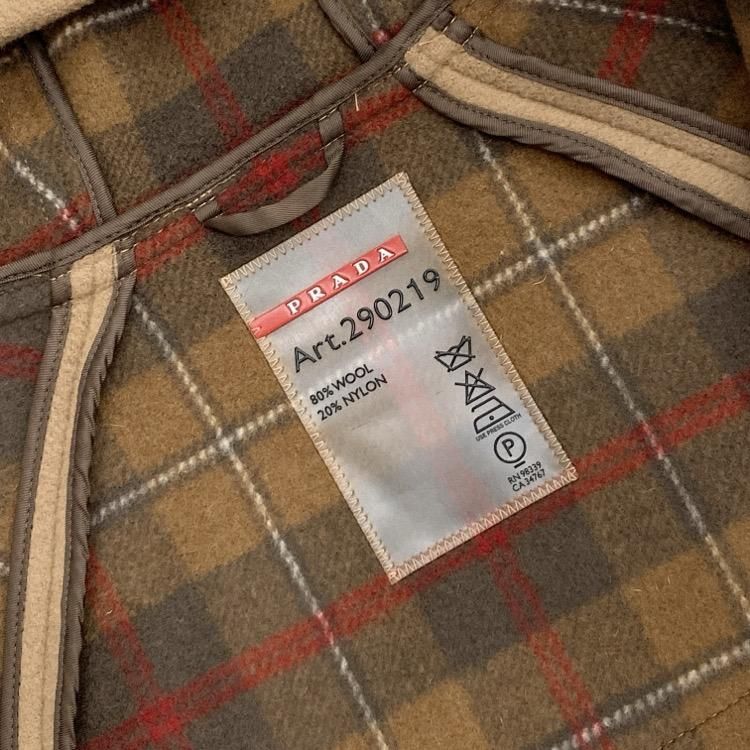 PRADA
Art.290219
80% WOOL
20% NYLON
USE PRESS CLOTH
P
RN 98339
CA 34767